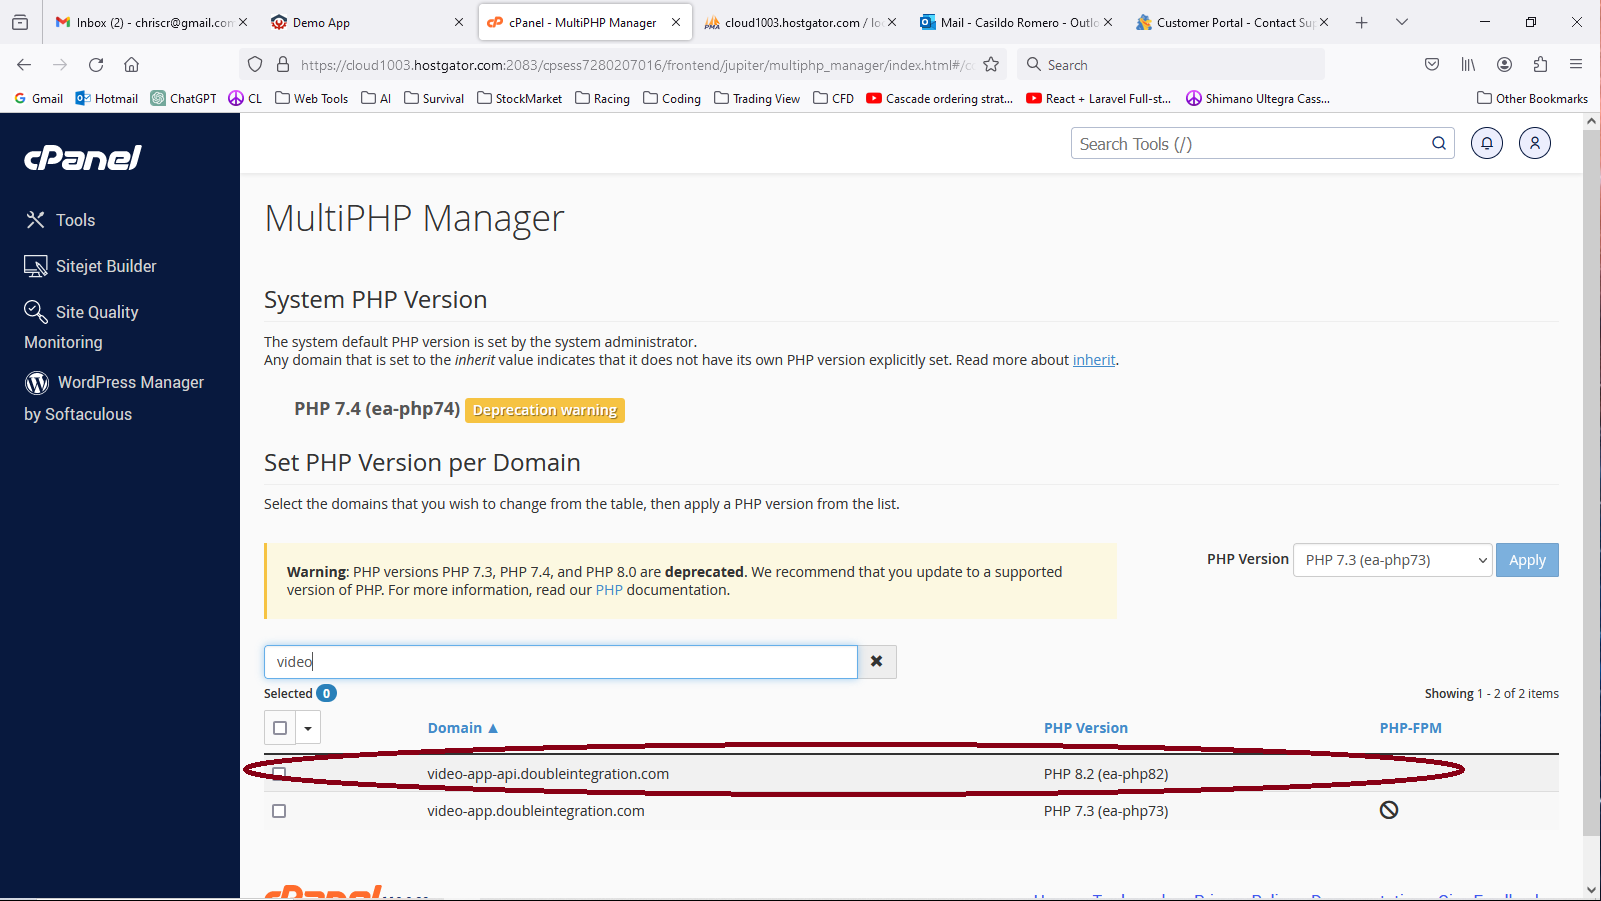 Inbox (2) - chriscr@gmail.com
Demo App
cPanel - MultiPHP Manager
cloud1003.hostgator.com / lo
Mail - Casildo Romero - Outlo
Customer Portal - Contact Su
https://cloud1003.hostgator.com:2083/cpsess7280207016/frontend/jupiter/multiphp_manager/index.html#/c
Search
Gmail
Hotmail
ChatGPT
CL
Web Tools
AI
Survival
StockMarket
Racing
Coding
Trading View
CFD
Cascade ordering strat...
React + Laravel Full-st...
Shimano Ultegra Cass...
Other Bookmarks
cPanel
Search Tools (/)
Tools
Sitejet Builder
Site Quality
Monitoring
WordPress Manager
by Softaculous
MultiPHP Manager
System PHP Version
The system default PHP version is set by the system administrator.
Any domain that is set to the inherit value indicates that it does not have its own PHP version explicitly set. Read more about inherit.
PHP 7.4 (ea-php74) Deprecation warning
Set PHP Version per Domain
Select the domains that you wish to change from the table, then apply a PHP version from the list.
Warning: PHP versions PHP 7.3, PHP 7.4, and PHP 8.0 are deprecated. We recommend that you update to a supported
version of PHP. For more information, read our PHP documentation.
PHP Version PHP 7.3 (ea-php73) Apply
video
Selected 0
Showing 1 - 2 of 2 items
Domain ▲ PHP Version PHP-FPM
video-app-api.doubleintegration.com PHP 8.2 (ea-php82)
video-app.doubleintegration.com PHP 7.3 (ea-php73)
cPanel